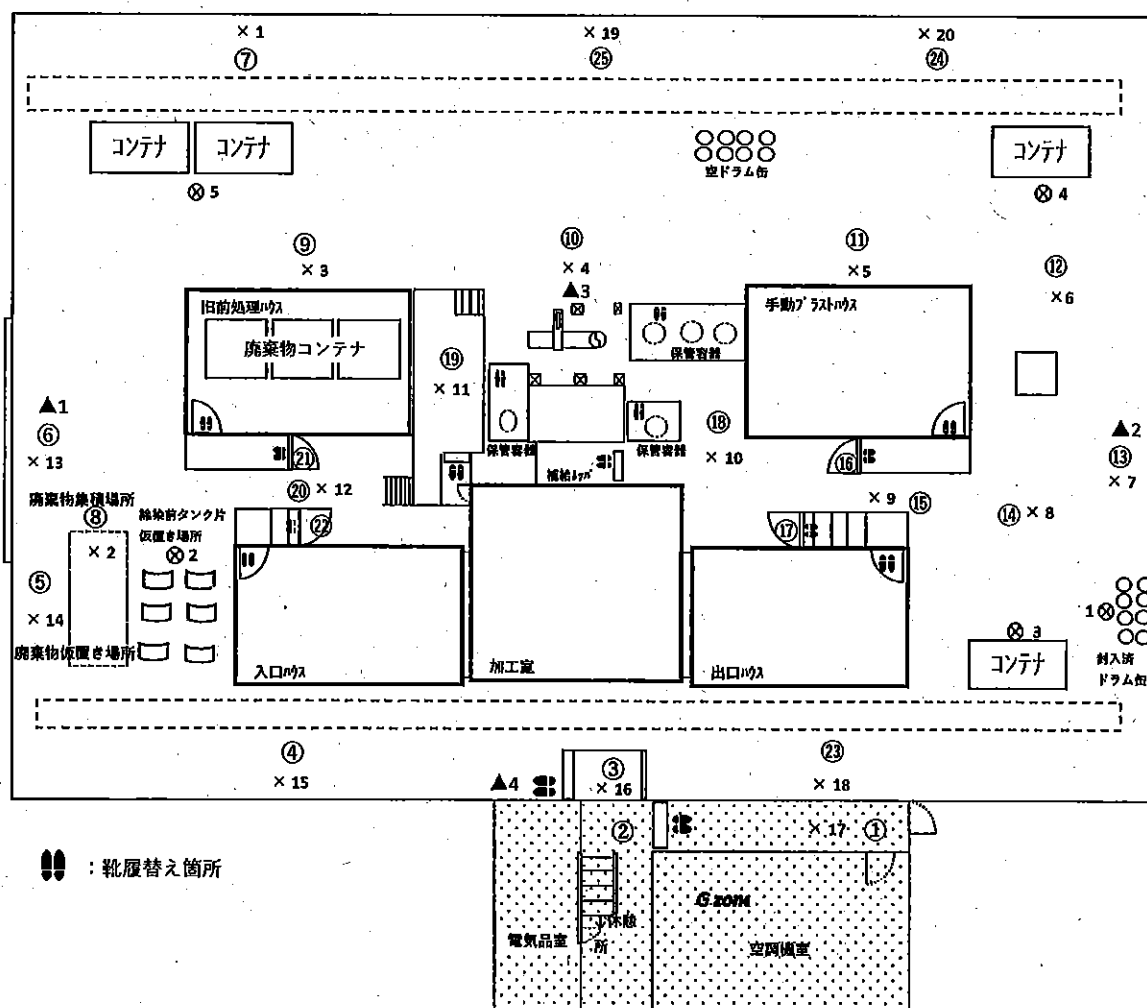 × 1
× 19
× 20
⑦
㉕
㉔
コンテナ
コンテナ
コンテナ
空ドラム缶
⊗ 5
⊗ 4
⑨
⑩
⑪
⑫
× 3
× 4
× 5
× 6
▲3
旧前処理ハウス
廃棄物コンテナ
手動ブラストハウス
保管容器
⑲
× 11
▲1
⑥
× 13
▲2
⑬
× 7
⑱
× 10
保管容器
保管容器
㉑
⑯
⑳
× 12
× 9
⑮
⑭
× 8
廃棄物集積場所
⑧
× 2
除染前タンク片
仮置き場所
⊗ 2
㉒
⑰
⑤
× 14
廃棄物仮置き場所
入口ハウス
加工室
出口ハウス
⊗ 3
コンテナ
1⊗
封入済
ドラム缶
④
× 15
▲4
③
× 16
㉓
× 18
②
× 17
①
：靴履替え箇所
G zone
電気品室
休憩
所
空調機室